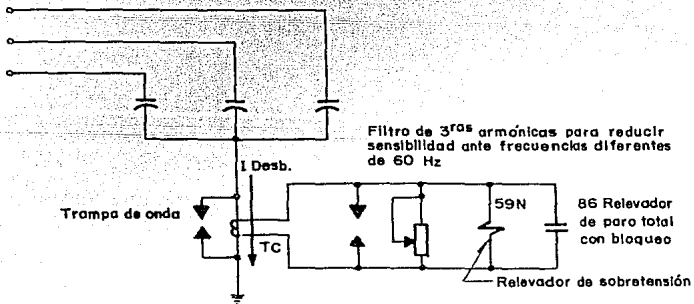 Filtro de 3ras armónicas para reducir
sensibilidad ante frecuencias diferentes
de 60 Hz
I Desb.
Trampa de onda
TC
59N
86 Relevador
de paro total
con bloqueo
Relevador de sobretensión